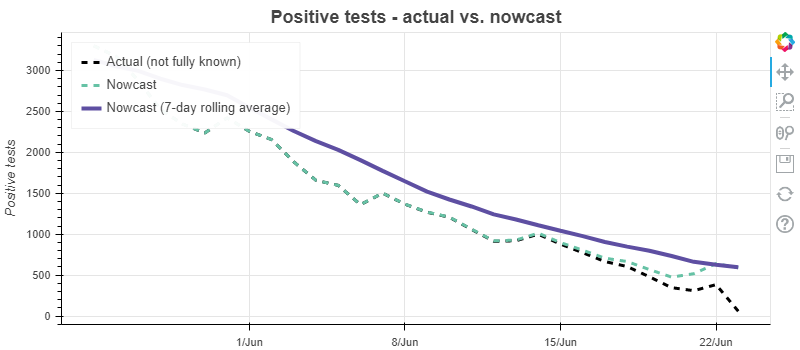 Positive tests - actual vs. nowcast
Actual (not fully known)
Nowcast
Nowcast (7-day rolling average)
Positive tests
3000
2500
2000
1500
1000
500
0
1/Jun
8/Jun
15/Jun
22/Jun